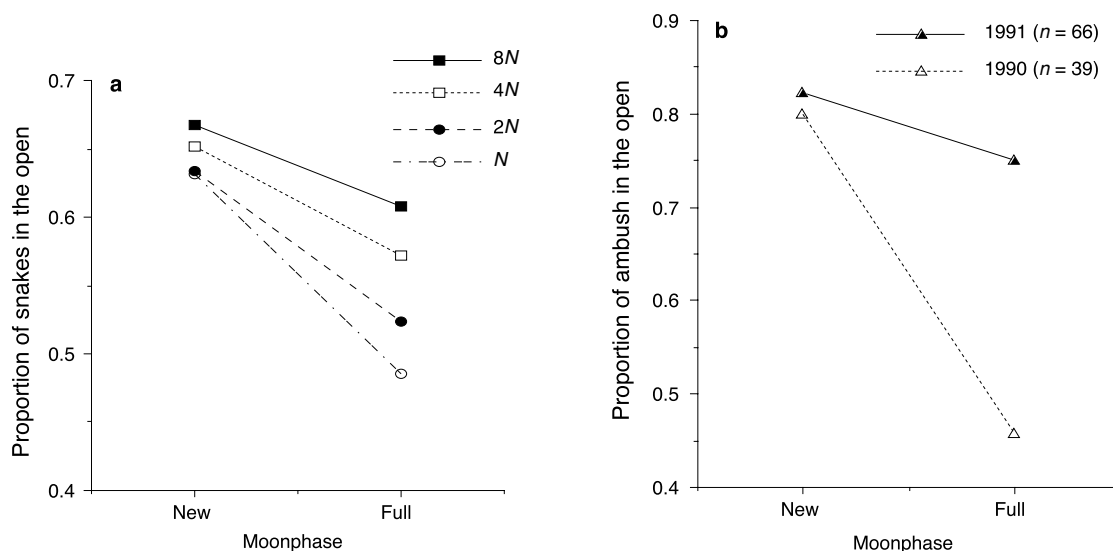 a
8N
4N
2N
N
0.7
0.6
0.5
0.4
Proportion of snakes in the open
New Full
Moonphase
b
1991 (n = 66)
1990 (n = 39)
0.9
0.8
0.7
0.6
0.5
0.4
Proportion of ambush in the open
New Full
Moonphase